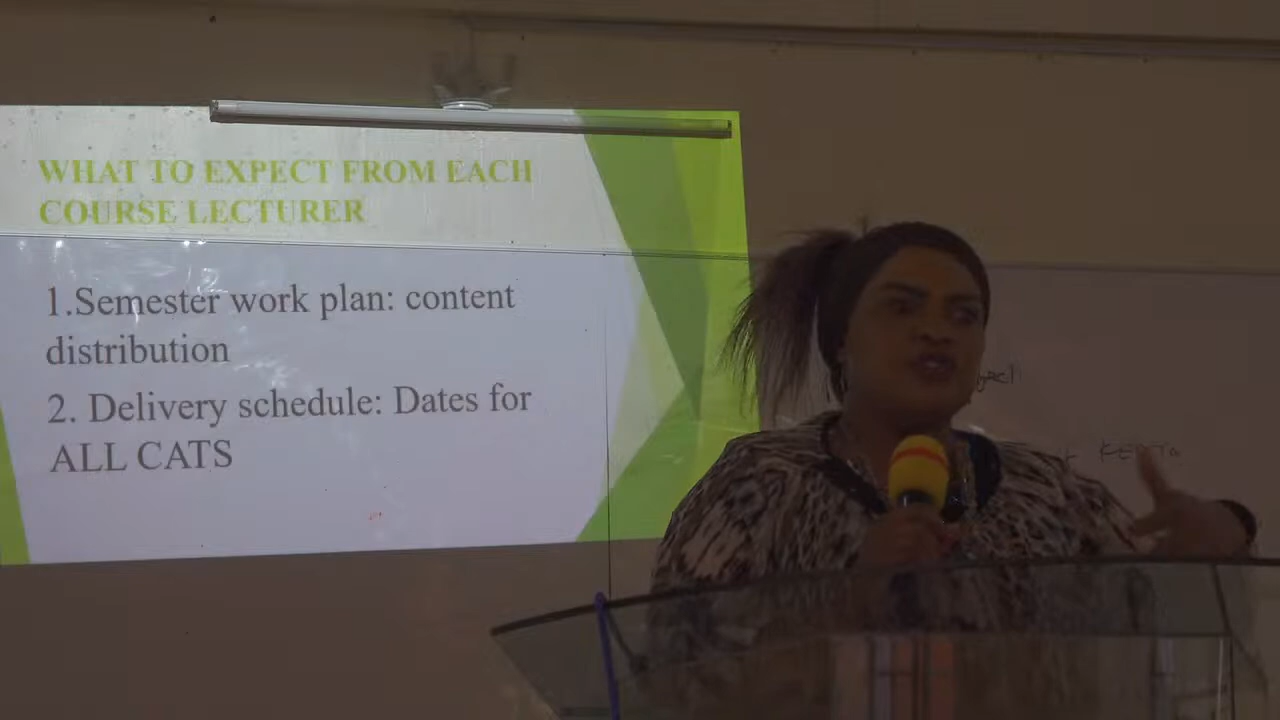 WHAT TO EXPECT FROM EACH
COURSE LECTURER
1.Semester work plan: content
distribution
2. Delivery schedule: Dates for
ALL CATS